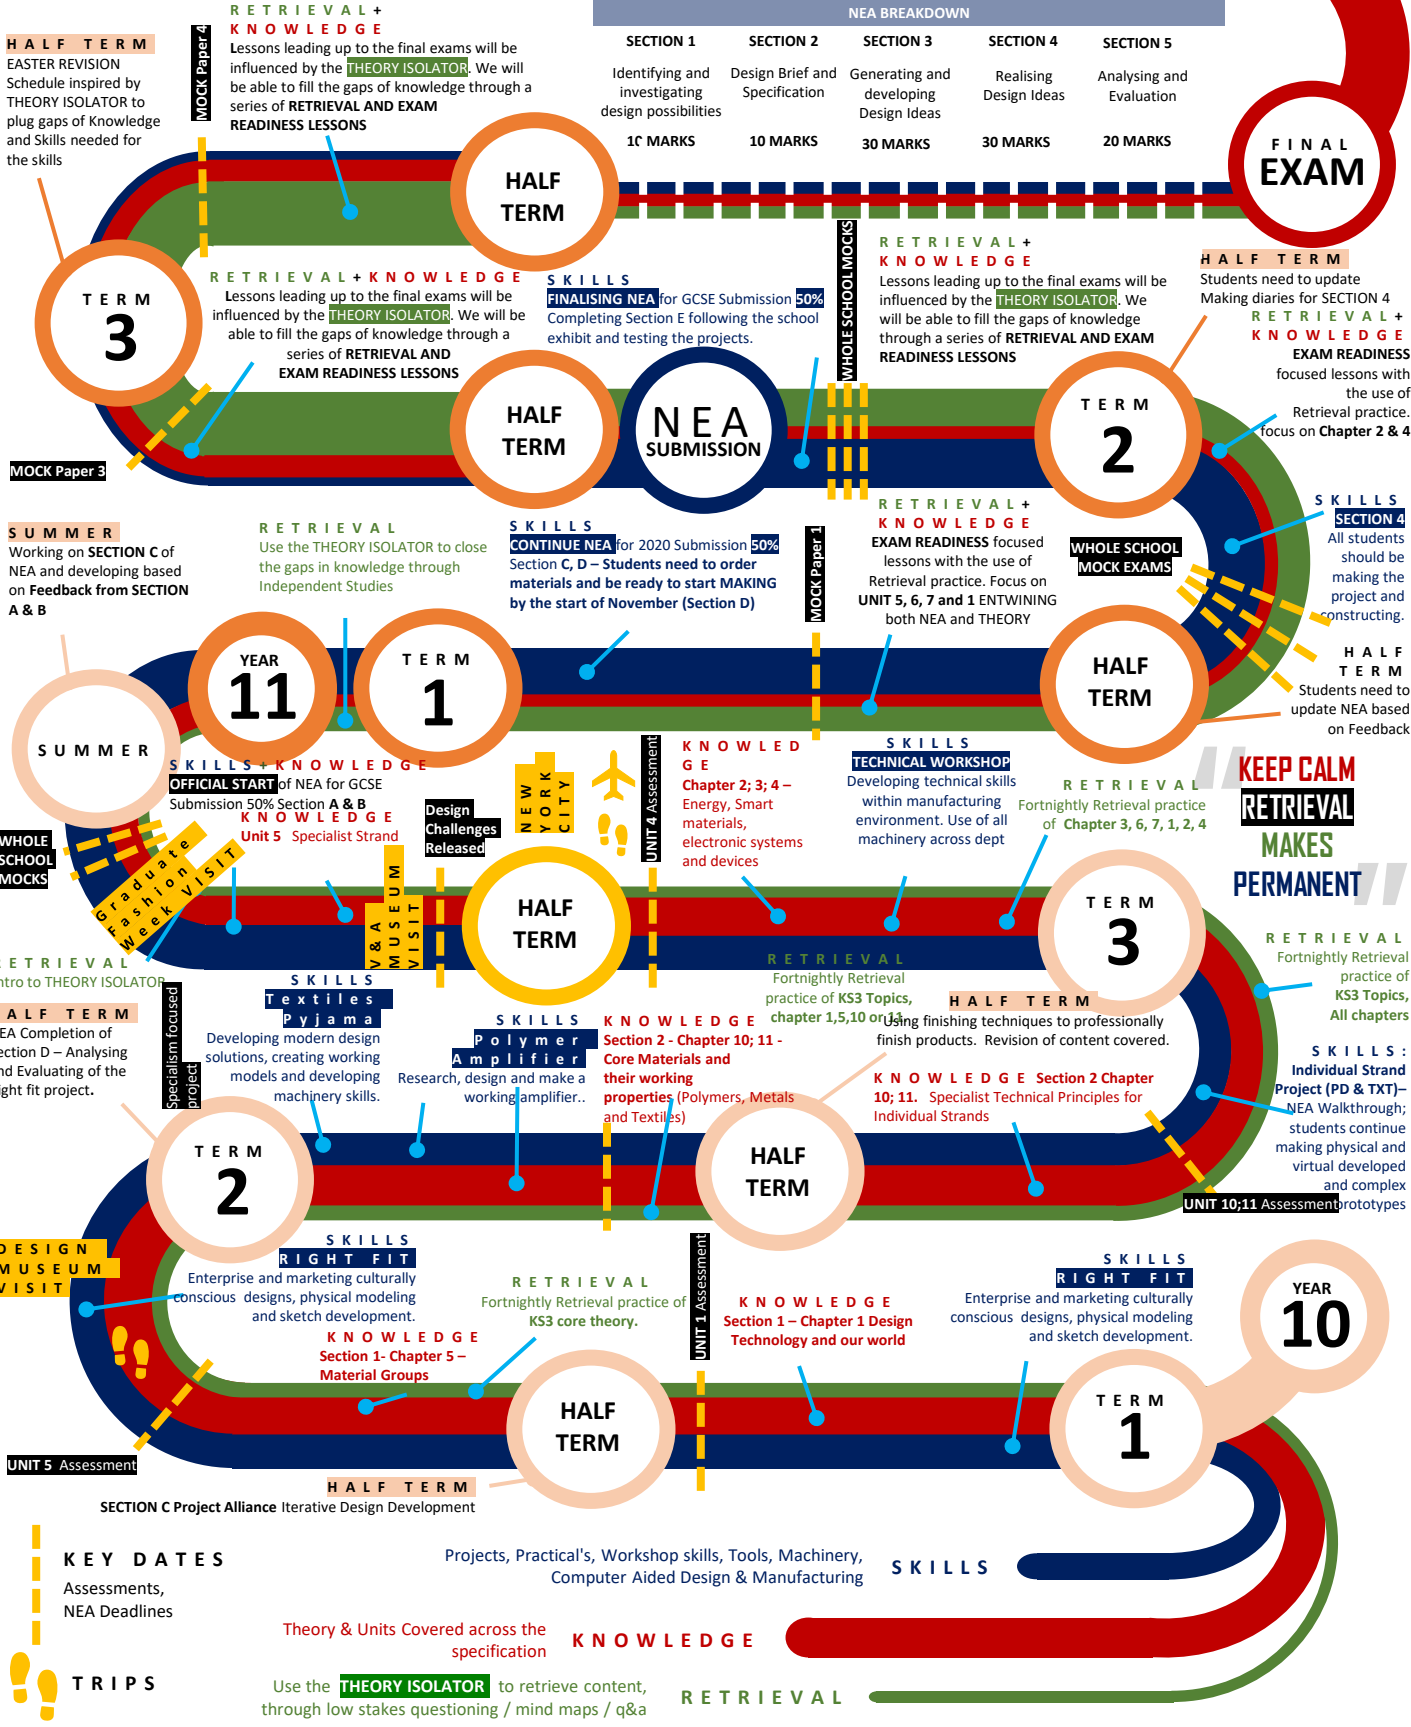 RETRIEVAL+
KNOWLEDGE
Lessons leading up to the final exams will be
influenced by the THEORY ISOLATOR. We will
be able to fill the gaps of knowledge through a
series of RETRIEVAL AND EXAM
READINESS LESSONS
HALF TERM
EASTER REVISION
Schedule inspired by
THEORY ISOLATOR to
plug gaps of Knowledge
and Skills needed for
the skills
MOCK Paper 4
NEA BREAKDOWN
SECTION 1
Identifying and
investigating
design possibilities
10 MARKS
SECTION 2
Design Brief and
Specification
10 MARKS
SECTION 3
Generating and
developing
Design Ideas
30 MARKS
SECTION 4
Realising
Design Ideas
30 MARKS
SECTION 5
Analysing and
Evaluation
20 MARKS
FINAL
EXAM
HALF
TERM
TERM
3
RETRIEVAL+KNOWLEDGE
Lessons leading up to the final exams will be
influenced by the THEORY ISOLATOR. We will be
able to fill the gaps of knowledge through a
series of RETRIEVAL AND
EXAM READINESS LESSONS
SKILLS
FINALISING NEA for GCSE Submission 50%
Completing Section E following the school
exhibit and testing the projects.
WHOLE SCHOOL MOCKS
RETRIEVAL+
KNOWLEDGE
Lessons leading up to the final exams will be
influenced by the THEORY ISOLATOR. We
will be able to fill the gaps of knowledge
through a series of RETRIEVAL AND EXAM
READINESS LESSONS
HALF TERM
Students need to update
Making diaries for SECTION 4
RETRIEVAL+
KNOWLEDGE
EXAM READINESS
focused lessons with
the use of
Retrieval practice.
focus on Chapter 2 & 4
HALF
TERM
NEA
SUBMISSION
TERM
2
MOCK Paper 3
SUMMER
Working on SECTION C of
NEA and developing based
on Feedback from SECTION
A & B
RETRIEVAL
Use the THEORY ISOLATOR to close
the gaps in knowledge through
Independent Studies
SKILLS
CONTINUE NEA for 2020 Submission 50%
Section C, D – Students need to order
materials and be ready to start MAKING
by the start of November (Section D)
MOCK Paper 1
RETRIEVAL+
KNOWLEDGE
EXAM READINESS focused
lessons with the use of
Retrieval practice. Focus on
UNIT 5, 6, 7 and 1 ENTWINING
both NEA and THEORY
WHOLE SCHOOL
MOCK EXAMS
SKILLS
SECTION 4
All students
should be
making the
project and
constructing.
HALF
TERM
Students need to
update NEA based
on Feedback
SUMMER
YEAR
11
TERM
1
HALF
TERM
SKILLS+KNOWLEDGE
OFFICIAL START of NEA for GCSE
Submission 50% Section A & B
KNOWLEDGE
Unit 5 Specialist Strand
WHOLE
SCHOOL
MOCKS
Graduate
Fashion
Week VISIT
V&A
MUSEUM
VISIT
Design
Challenges
Released
NEW
YORK
CITY
UNIT 4 Assessment
KNOWLED
GE
Chapter 2; 3; 4 –
Energy, Smart
materials,
electronic systems
and devices
SKILLS
TECHNICAL WORKSHOP
Developing technical skills
within manufacturing
environment. Use of all
machinery across dept
RETRIEVAL
Fortnightly Retrieval practice
of Chapter 3, 6, 7, 1, 2, 4
"KEEP CALM
RETRIEVAL
MAKES
PERMANENT"
HALF
TERM
TERM
3
ETRIEVAL
ntro to THEORY ISOLATOR
ALF TERM
EA Completion of
ection D – Analysing
nd Evaluating of the
ight fit project.
Specialism focused
project
SKILLS
Textiles
Pyjama
Developing modern design
solutions, creating working
models and developing
machinery skills.
SKILLS
Polymer
Amplifier
Research, design and make a
working amplifier..
KNOWLEDGE
Section 2 - Chapter 10; 11 -
Core Materials and
their working
properties (Polymers, Metals
and Textiles)
RETRIEVAL
Fortnightly Retrieval
practice of KS3 Topics,
chapter 1,5,10 or 11.
HALF TERM
Using finishing techniques to professionally
finish products. Revision of content covered.
KNOWLEDGE Section 2 Chapter
10; 11. Specialist Technical Principles for
Individual Strands
RETRIEVAL
Fortnightly Retrieval
practice of
KS3 Topics,
All chapters
SKILLS:
Individual Strand
Project (PD & TXT)–
NEA Walkthrough;
students continue
making physical and
virtual developed
and complex
prototypes
UNIT 10;11 Assessment
TERM
2
HALF
TERM
DESIGN
MUSEUM
VISIT
SKILLS
RIGHT FIT
Enterprise and marketing culturally
conscious designs, physical modeling
and sketch development.
KNOWLEDGE
Section 1- Chapter 5 –
Material Groups
RETRIEVAL
Fortnightly Retrieval practice of
KS3 core theory.
UNIT 1 Assessment
KNOWLEDGE
Section 1 – Chapter 1 Design
Technology and our world
SKILLS
RIGHT FIT
Enterprise and marketing culturally
conscious designs, physical modeling
and sketch development.
YEAR
10
HALF
TERM
TERM
1
UNIT 5 Assessment
HALF TERM
SECTION C Project Alliance Iterative Design Development
KEY DATES
Assessments,
NEA Deadlines
TRIPS
Projects, Practical's, Workshop skills, Tools, Machinery,
Computer Aided Design & Manufacturing
SKILLS
Theory & Units Covered across the
specification
KNOWLEDGE
Use the THEORY ISOLATOR to retrieve content,
through low stakes questioning / mind maps / q&a
RETRIEVAL